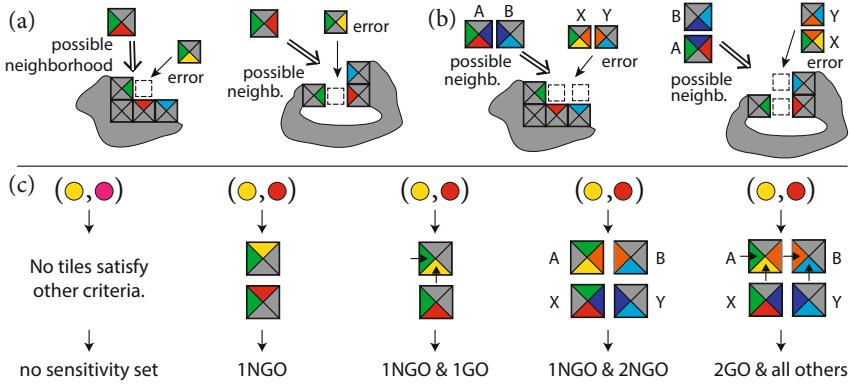 (a)
possible
neighborhood
error
error
possible
neighb.
(b)
A B
X Y
possible
neighb.
error
B
A
possible
neighb.
Y
X
error
(c)
( , ) ( , ) ( , ) ( , ) ( , )
No tiles satisfy
other criteria.
A B A B
X Y X Y
no sensitivity set 1NGO 1NGO & 1GO 1NGO & 2NGO 2GO & all others